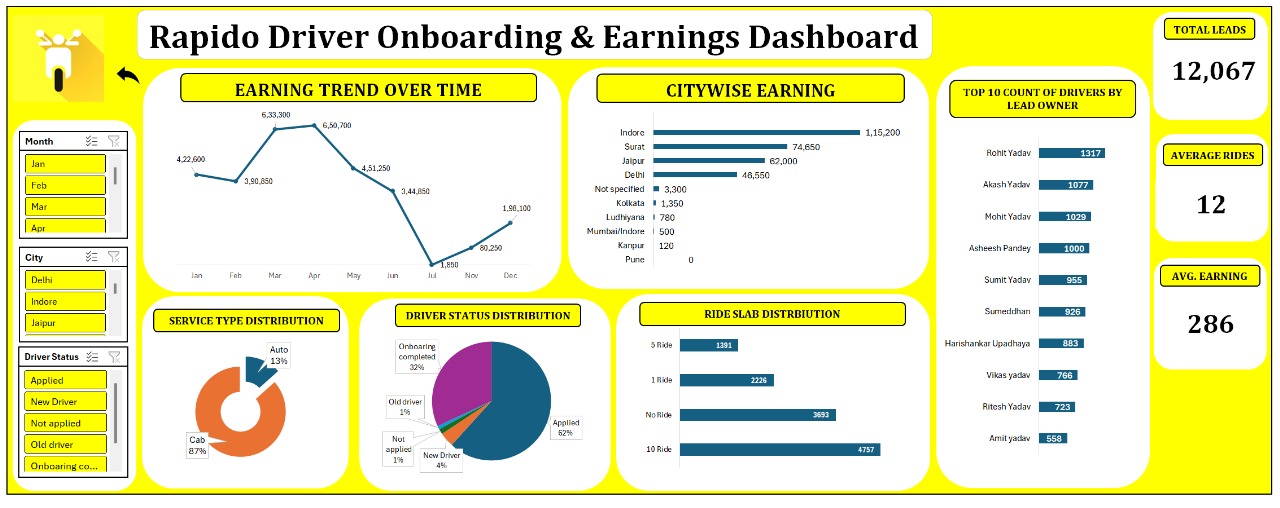 Rapido Driver Onboarding & Earnings Dashboard
TOTAL LEADS
12,067
AVERAGE RIDES
12
AVG. EARNING
286
Month
Jan
Feb
Mar
Apr
City
Delhi
Indore
Jaipur
Driver Status
Applied
New Driver
Not applied
Old driver
Onboaring co...
EARNING TREND OVER TIME
4,22,600
3,90,850
6,33,300
6,50,700
4,51,250
3,44,850
1,850
80,250
1,98,100
Jan Feb Mar Apr May Jun Jul Nov Dec
CITYWISE EARNING
Indore 1,15,200
Surat 74,650
Jaipur 62,000
Delhi 46,550
Not specified 3,300
Kolkata 1,350
Ludhiyana 780
Mumbai/Indore 500
Kanpur 120
Pune 0
TOP 10 COUNT OF DRIVERS BY
LEAD OWNER
Rohit Yadav 1317
Akash Yadav 1077
Mohit Yadav 1029
Asheesh Pandey 1000
Sumit Yadav 955
Sumeddhan 926
Harishankar Upadhaya 883
Vikas yadav 766
Ritesh Yadav 723
Amit yadav 558
SERVICE TYPE DISTRIBUTION
Auto
13%
Cab
87%
DRIVER STATUS DISTRIBUTION
Onboaring
completed
32%
Old driver
1%
Not
applied
1%
New Driver
4%
Applied
62%
RIDE SLAB DISTRBIUTION
5 Ride 1391
1 Ride 2226
No Ride 3693
10 Ride 4757